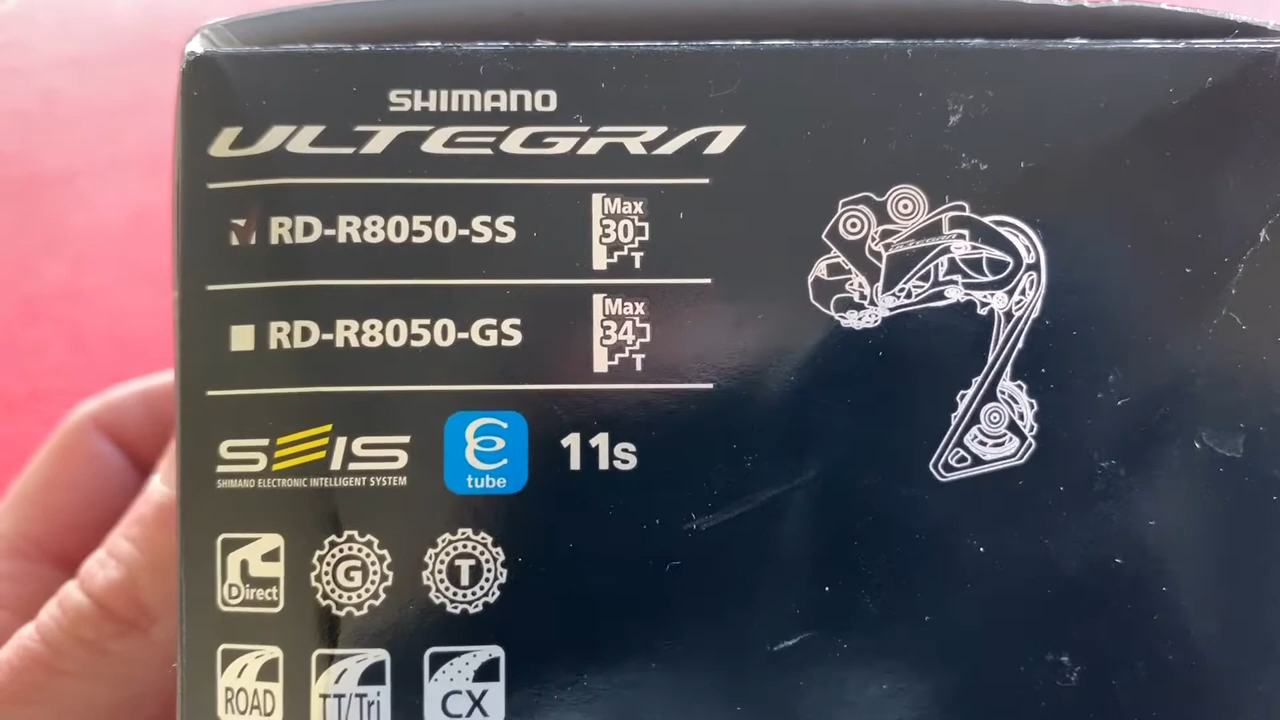 SHIMANO
ULTEGRA
RD-R8050-SS
Max
30
T
RD-R8050-GS
Max
34
T
SEIS
SHIMANO ELECTRONIC INTELLIGENT SYSTEM
E
tube
11s
Direct
G
T
ROAD
TT/Tri
CX
ULTEGRA